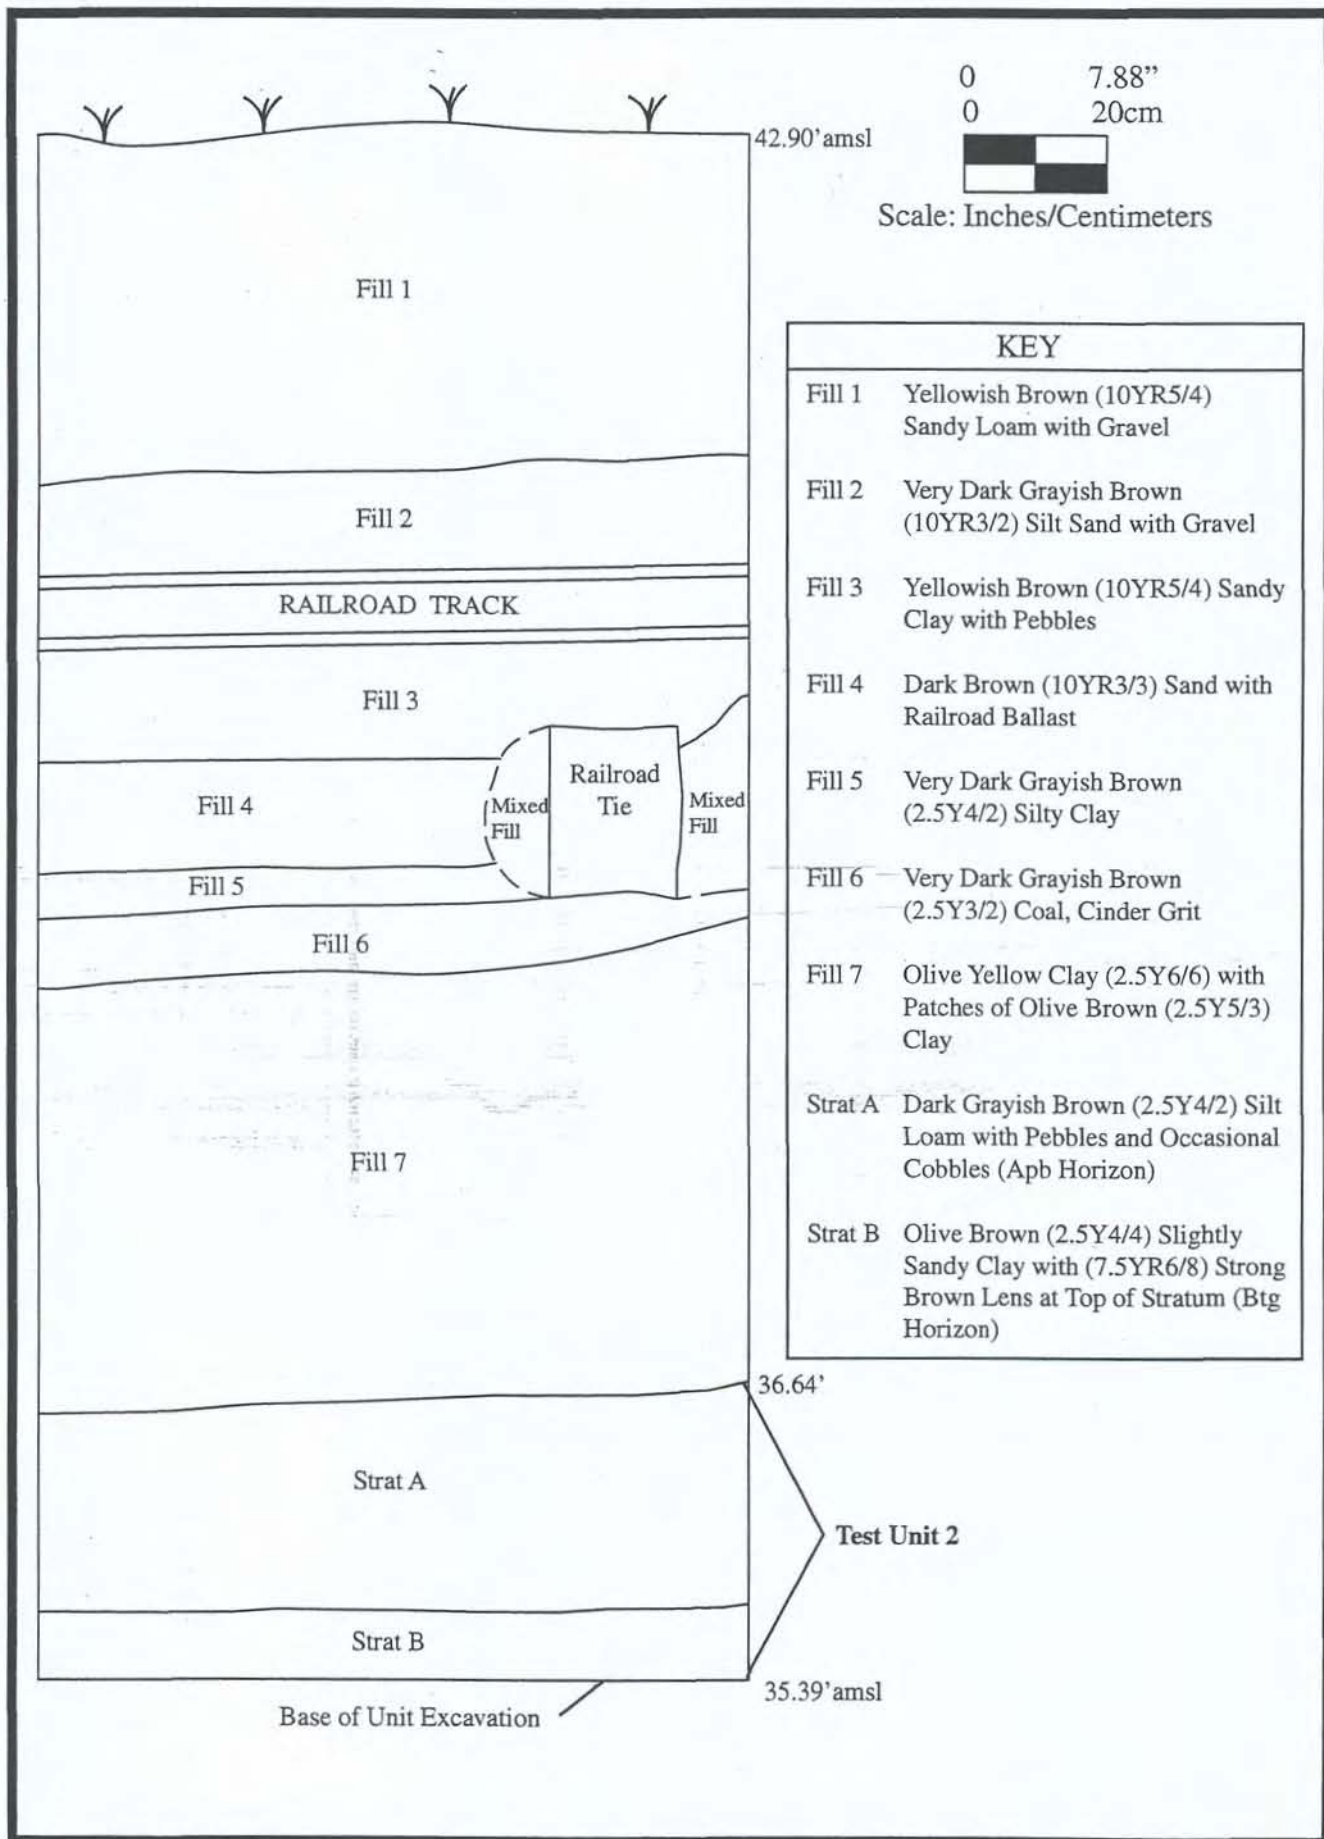 0 7.88"
0 20cm
Scale: Inches/Centimeters
42.90'amsl
Fill 1
Fill 2
RAILROAD TRACK
Fill 3
Railroad
Tie
Mixed
Fill
Mixed
Fill
Fill 4
Fill 5
Fill 6
Fill 7
36.64'
Strat A
Test Unit 2
Strat B
35.39'amsl
Base of Unit Excavation
KEY
Fill 1 Yellowish Brown (10YR5/4)
Sandy Loam with Gravel
Fill 2 Very Dark Grayish Brown
(10YR3/2) Silt Sand with Gravel
Fill 3 Yellowish Brown (10YR5/4) Sandy
Clay with Pebbles
Fill 4 Dark Brown (10YR3/3) Sand with
Railroad Ballast
Fill 5 Very Dark Grayish Brown
(2.5Y4/2) Silty Clay
Fill 6 Very Dark Grayish Brown
(2.5Y3/2) Coal, Cinder Grit
Fill 7 Olive Yellow Clay (2.5Y6/6) with
Patches of Olive Brown (2.5Y5/3)
Clay
Strat A Dark Grayish Brown (2.5Y4/2) Silt
Loam with Pebbles and Occasional
Cobbles (Apb Horizon)
Strat B Olive Brown (2.5Y4/4) Slightly
Sandy Clay with (7.5YR6/8) Strong
Brown Lens at Top of Stratum (Btg
Horizon)